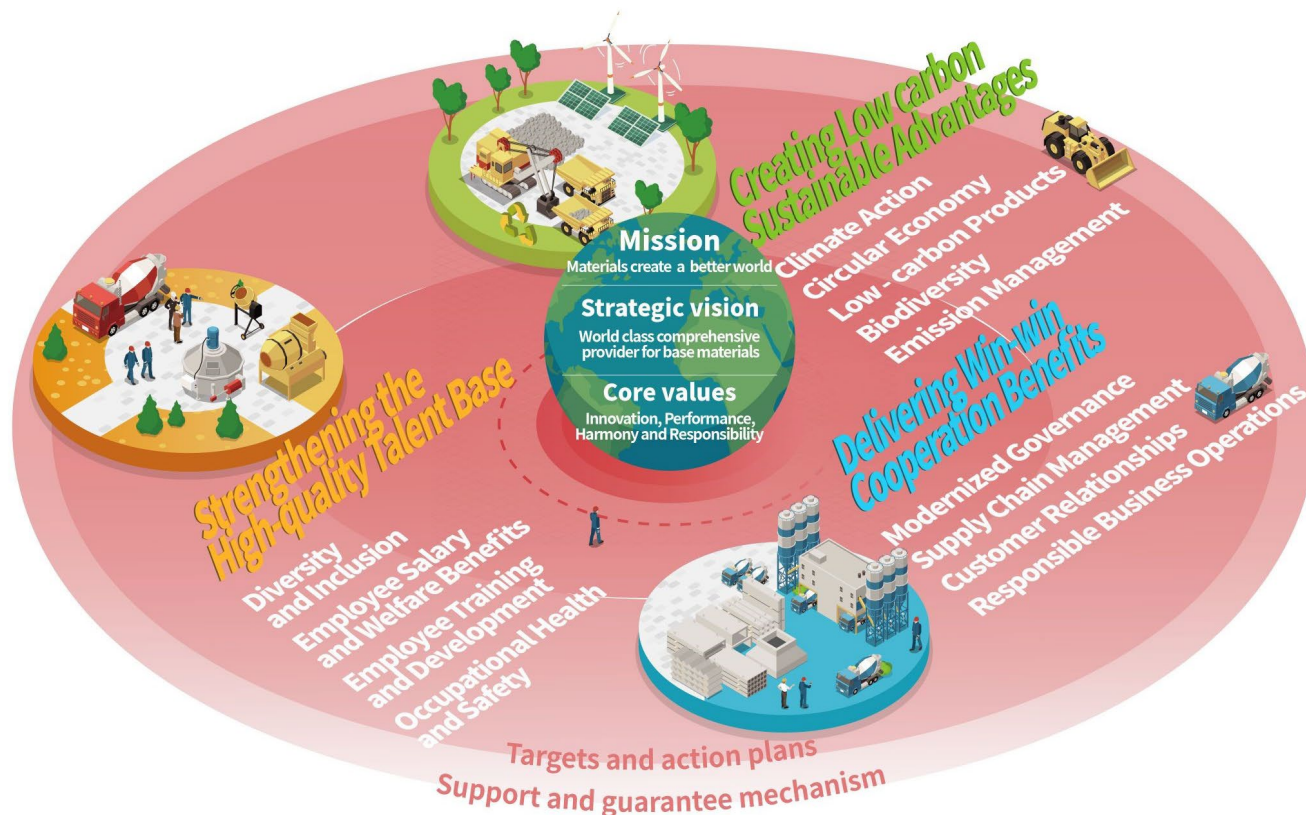 Mission
Materials create a better world
Strategic vision
World class comprehensive
provider for base materials
Core values
Innovation, Performance,
Harmony and Responsibility
Creating Low carbon
Sustainable Advantages
Climate Action
Circular Economy
Low - carbon Products
Biodiversity
Emission Management
Delivering Win-win
Cooperation Benefits
Modernized Governance
Supply Chain Management
Customer Relationships
Responsible Business Operations
Strengthening the
High-quality Talent Base
Diversity
and Inclusion
Employee Salary
and Welfare Benefits
Employee Training
and Development
Occupational Health
and Safety
Targets and action plans
Support and guarantee mechanism